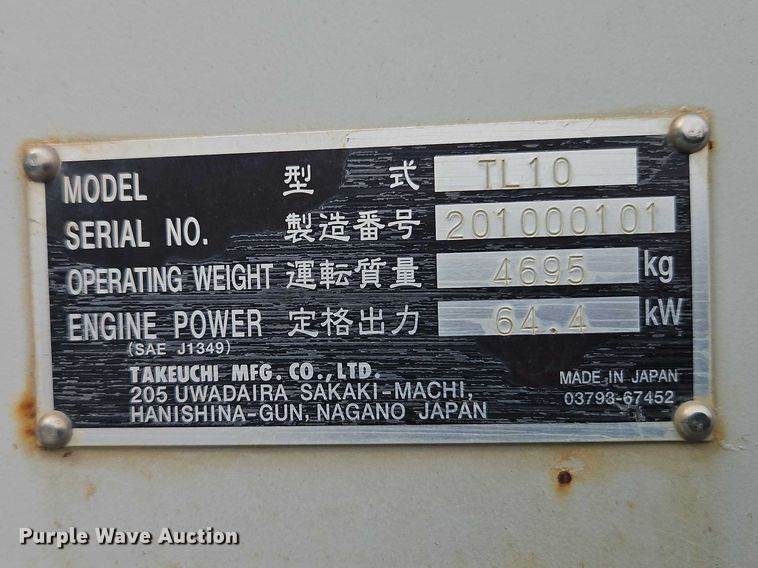 MODEL 型 式 TL10
SERIAL NO. 製造番号 201000101
OPERATING WEIGHT 運転質量 4695 kg
ENGINE POWER 定格出力 64.4 kW
(SAE J1349)
TAKEUCHI MFG. CO., LTD.
205 UWADAIRA SAKAKI-MACHI,
HANISHINA-GUN, NAGANO JAPAN
MADE IN JAPAN
03793-67452
Purple Wave Auction